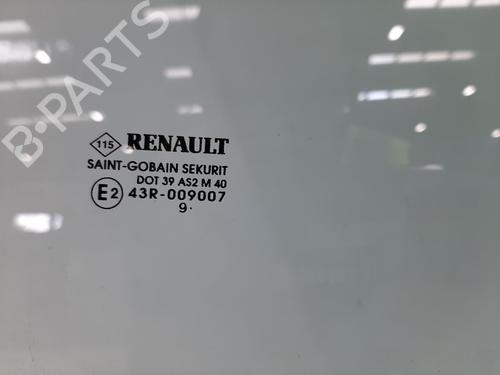 B-PARTS
115 RENAULT
SAINT-GOBAIN SEKURIT
DOT 39 AS2 M 40
E2 43R-009007
9.